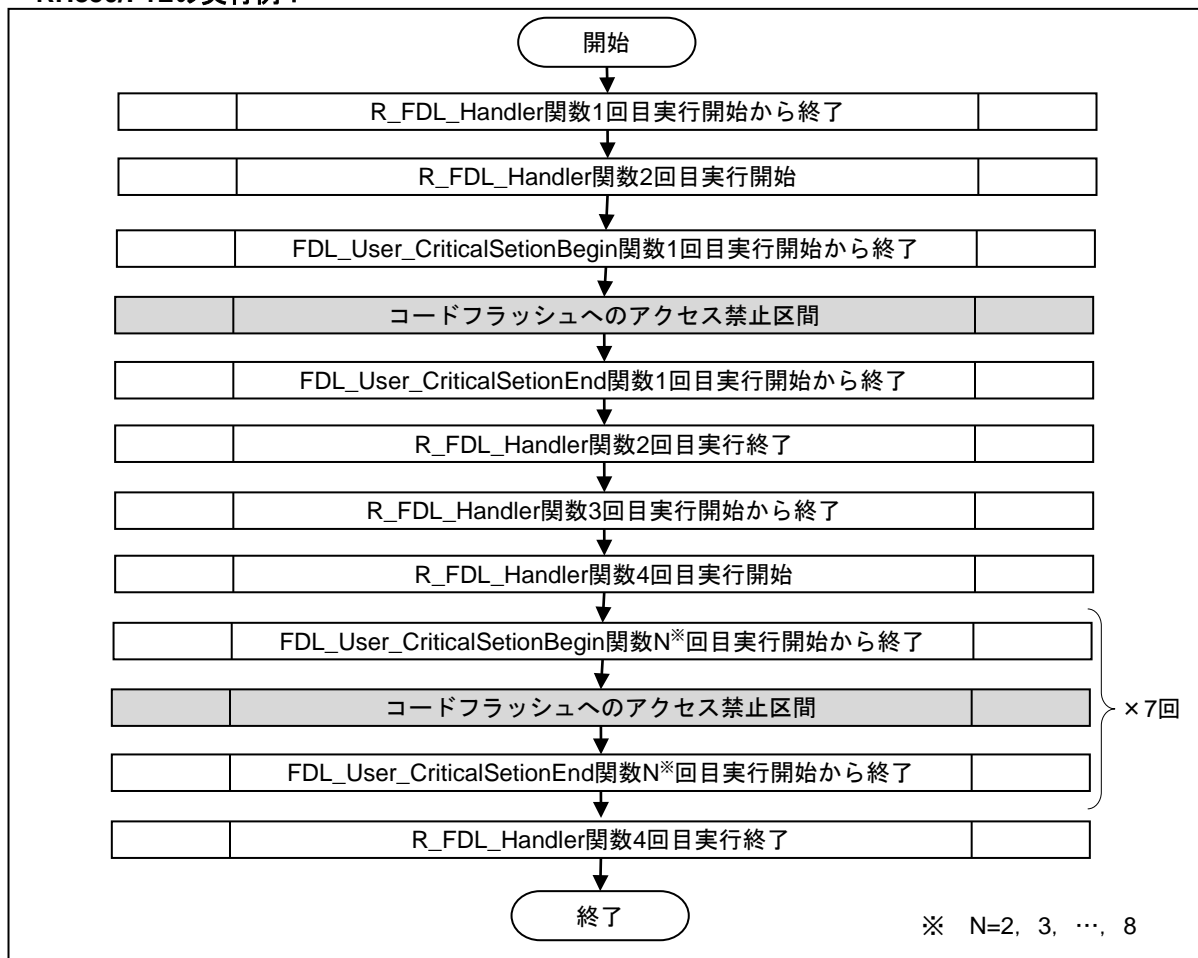 開始
R_FDL_Handler関数1回目実行開始から終了
R_FDL_Handler関数2回目実行開始
FDL_User_CriticalSetionBegin関数1回目実行開始から終了
コードフラッシュへのアクセス禁止区間
FDL_User_CriticalSetionEnd関数1回目実行開始から終了
R_FDL_Handler関数2回目実行終了
R_FDL_Handler関数3回目実行開始から終了
R_FDL_Handler関数4回目実行開始
FDL_User_CriticalSetionBegin関数N※回目実行開始から終了
コードフラッシュへのアクセス禁止区間
×7回
FDL_User_CriticalSetionEnd関数N※回目実行開始から終了
R_FDL_Handler関数4回目実行終了
終了
※ N=2, 3, …, 8